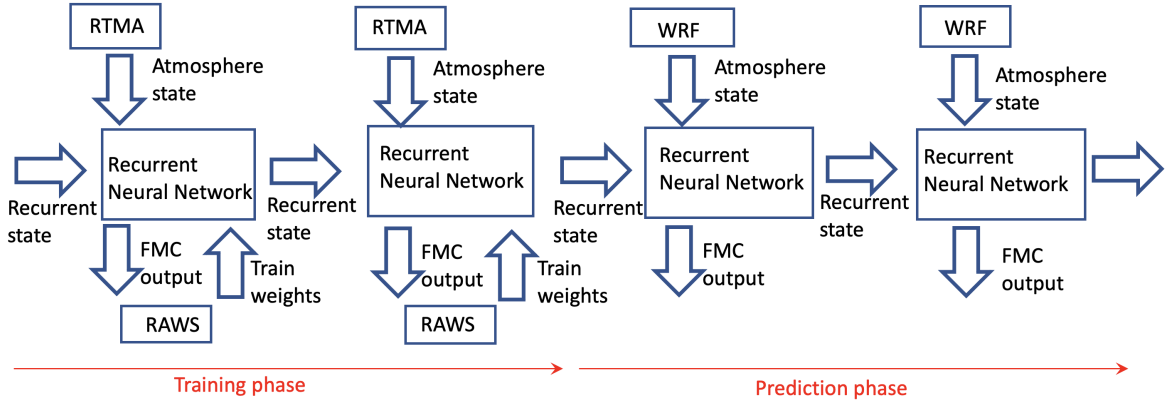 RTMA
RTMA
WRF
WRF
Atmosphere
state
Atmosphere
state
Atmosphere
state
Atmosphere
state
Recurrent
Neural Network
Recurrent
Neural Network
Recurrent
Neural Network
Recurrent
Neural Network
Recurrent
state
Recurrent
state
Recurrent
state
Recurrent
state
FMC
output
Train
weights
FMC
output
Train
weights
FMC
output
FMC
output
RAWS
RAWS
Training phase
Prediction phase